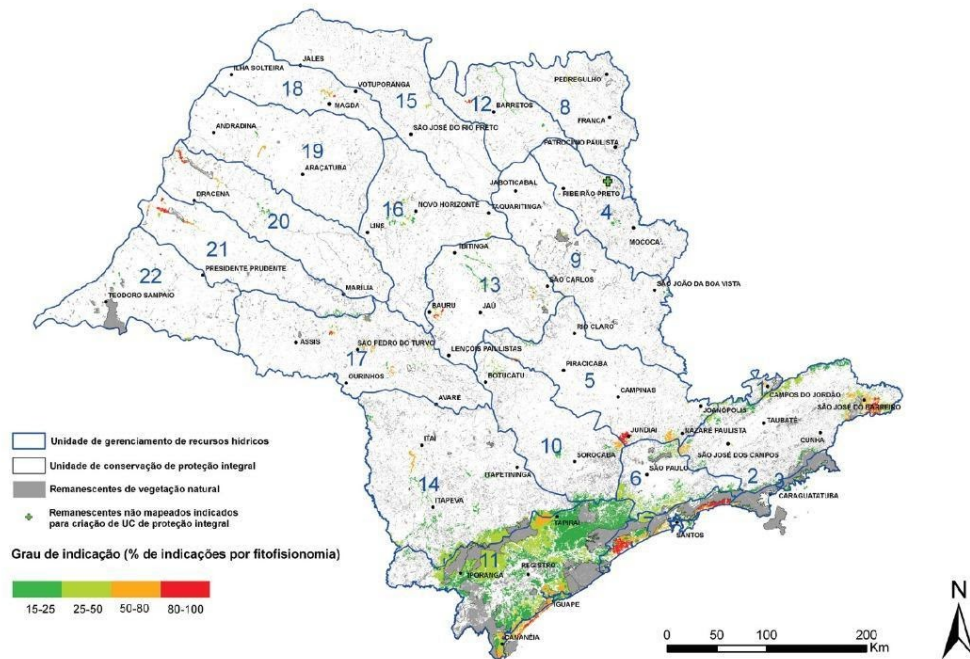 JALES
ILHA SOLTEIRA
18
VOTUPORANGA
MAGDA
15
12
BARRETOS
PEDREGULHO
8
FRANCA
ANDRADINA
SÃO JOSÉ DO RIO PRETO
PATROCÍNIO PAULISTA
19
ARAÇATUBA
JABOTICABAL
RIBEIRÃO PRETO
DRACENA
20
16
NOVO HORIZONTE
TAQUARITINGA
4
LINS
MOCOCA
21
IBITINGA
9
22
PRESIDENTE PRUDENTE
13
SÃO CARLOS
SÃO JOÃO DA BOA VISTA
TEODORO SAMPAIO
MARÍLIA
BAURU
JAÚ
RIO CLARO
ASSIS
SÃO PEDRO DO TURVO
17
LENÇÓIS PAULISTAS
PIRACICABA
5
OURINHOS
BOTUCATU
CAMPINAS
1
CAMPOS DO JORDÃO
AVARÉ
JOANÓPOLIS
SÃO JOSÉ DO BARREIRO
JUNDIAÍ
NAZARÉ PAULISTA
TAUBATÉ
CUNHA
ITAÍ
10
SOROCABA
SÃO JOSÉ DOS CAMPOS
6
SÃO PAULO
14
ITAPETININGA
2
3
CARAGUATATUBA
ITAPEVA
TAPIRAÍ
SANTOS
11
IPORANGA
REGISTRO
IGUAPE
CANANÉIA
Unidade de gerenciamento de recursos hídricos
Unidade de conservação de proteção integral
Remanescentes de vegetação natural
Remanescentes não mapeados indicados
para criação de UC de proteção integral
Grau de indicação (% de indicações por fitofisionomia)
15-25 25-50 50-80 80-100
N
0 50 100 200
Km